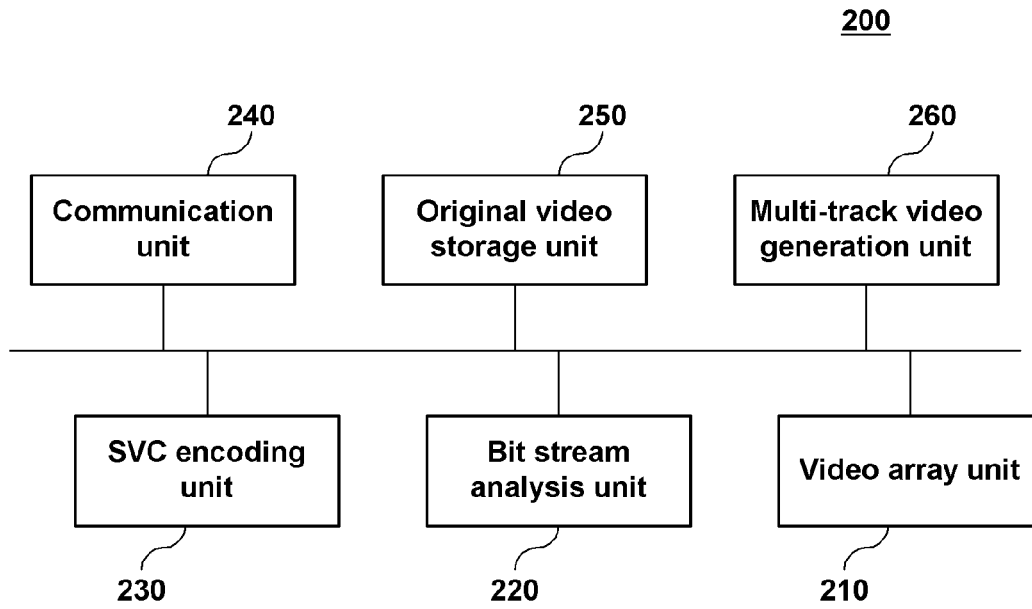 200
240
250
260
Communication
unit
Original video
storage unit
Multi-track video
generation unit
SVC encoding
unit
Bit stream
analysis unit
Video array unit
230
220
210